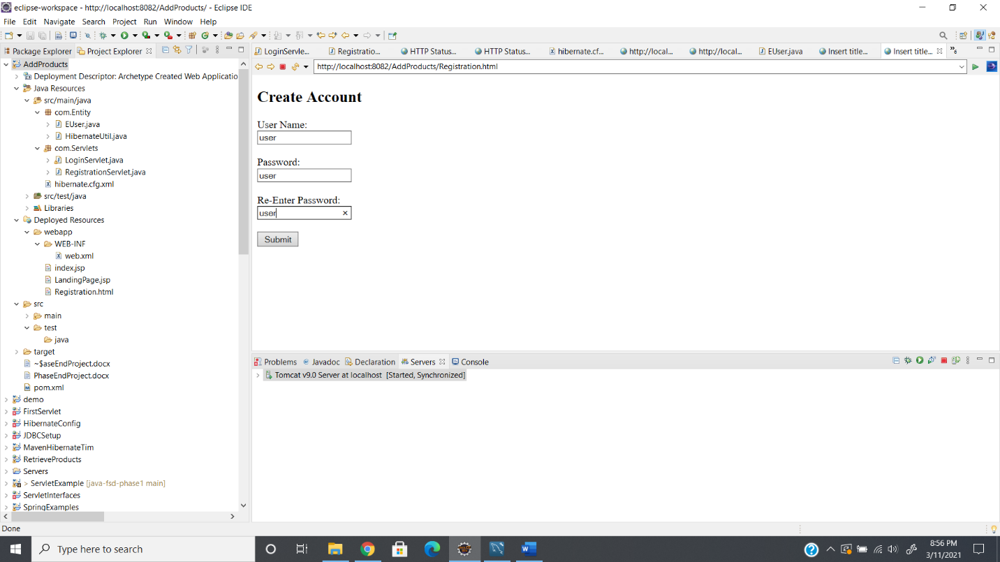 eclipse-workspace - http://localhost:8082/AddProducts/ - Eclipse IDE
File Edit Navigate Search Project Run Window Help
Package Explorer Project Explorer
LoginServle... Registratio... HTTP Status... HTTP Status... hibernate.cf... http://local... http://local... EUser.java Insert title... Insert title... »6
http://localhost:8082/AddProducts/Registration.html
AddProducts
Deployment Descriptor: Archetype Created Web Applicatio
Java Resources
src/main/java
com.Entity
EUser.java
HibernateUtil.java
com.Servlets
LoginServlet.java
RegistrationServlet.java
hibernate.cfg.xml
src/test/java
Libraries
Deployed Resources
webapp
WEB-INF
web.xml
index.jsp
LandingPage.jsp
Registration.html
src
main
test
java
target
~$aseEndProject.docx
PhaseEndProject.docx
pom.xml
demo
FirstServlet
HibernateConfig
JDBCSetup
MavenHibernateTim
RetrieveProducts
Servers
> ServletExample [java-fsd-phase1 main]
ServletInterfaces
SpringExamples
Create Account
User Name:
user
Password:
user
Re-Enter Password:
user
Submit
Problems Javadoc Declaration Servers Console
Tomcat v9.0 Server at localhost [Started, Synchronized]
Done
Type here to search
8:56 PM
3/11/2021